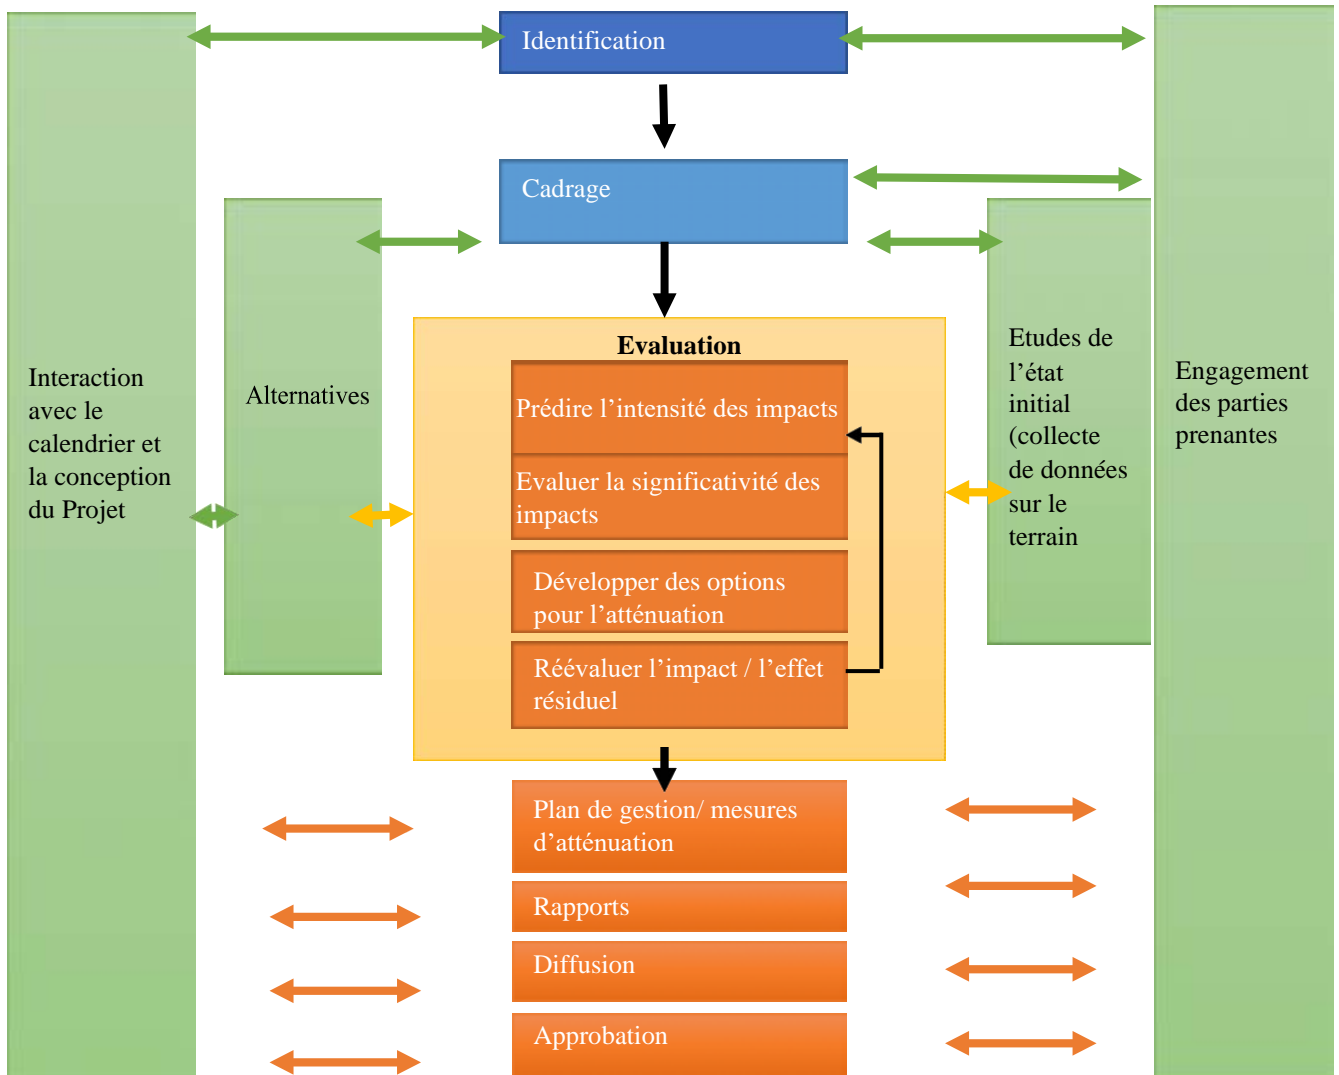 Identification
Cadrage
Interaction
avec le
calendrier et
la conception
du Projet
Alternatives
Evaluation
Prédire l’intensité des impacts
Evaluer la significativité des
impacts
Développer des options
pour l’atténuation
Réévaluer l’impact / l’effet
résiduel
Etudes de
l’état
initial
(collecte
de données
sur le
terrain
Engagement
des parties
prenantes
Plan de gestion/ mesures
d’atténuation
Rapports
Diffusion
Approbation